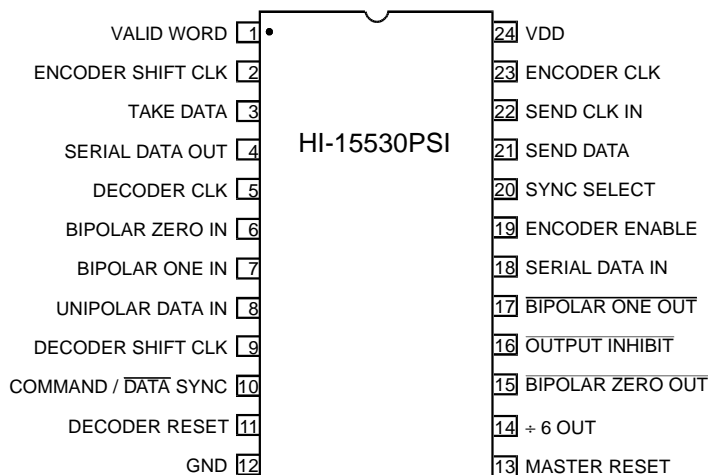 VALID WORD 1
ENCODER SHIFT CLK 2
TAKE DATA 3
SERIAL DATA OUT 4
DECODER CLK 5
BIPOLAR ZERO IN 6
BIPOLAR ONE IN 7
UNIPOLAR DATA IN 8
DECODER SHIFT CLK 9
COMMAND / DATA SYNC 10
DECODER RESET 11
GND 12
HI-15530PSI
24 VDD
23 ENCODER CLK
22 SEND CLK IN
21 SEND DATA
20 SYNC SELECT
19 ENCODER ENABLE
18 SERIAL DATA IN
17 BIPOLAR ONE OUT
16 OUTPUT INHIBIT
15 BIPOLAR ZERO OUT
14 ÷ 6 OUT
13 MASTER RESET